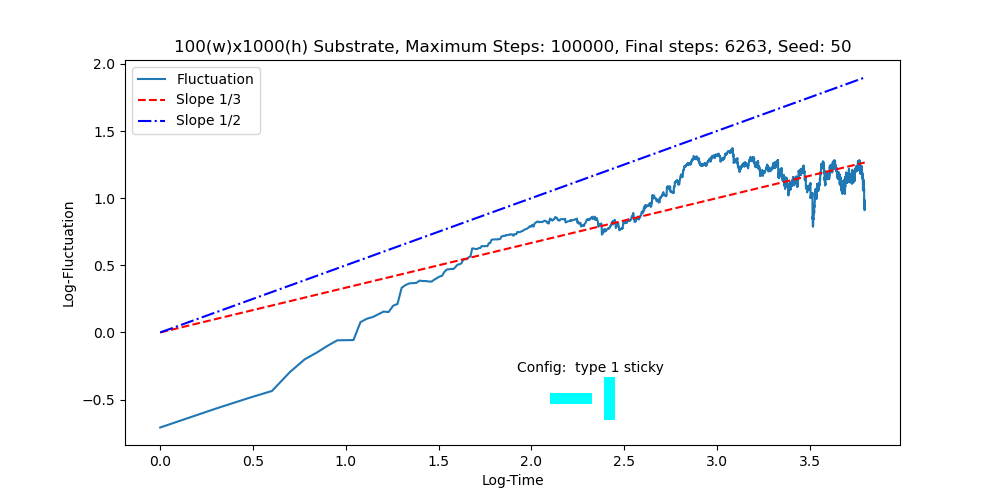 100(w)x1000(h) Substrate, Maximum Steps: 100000, Final steps: 6263, Seed: 50
Fluctuation
Slope 1/3
Slope 1/2
Log-Fluctuation
2.0
1.5
1.0
0.5
0.0
−0.5
Config:  type 1 sticky
0.0 0.5 1.0 1.5 2.0 2.5 3.0 3.5
Log-Time